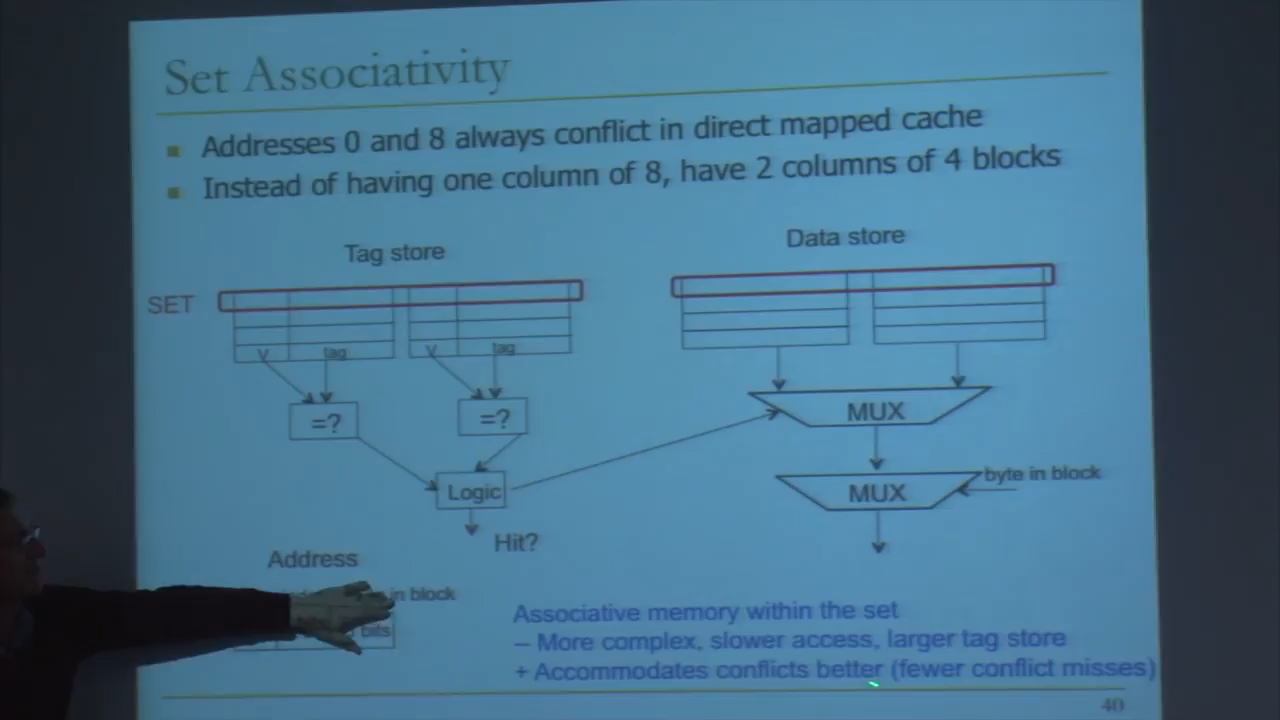 Set Associativity
Addresses 0 and 8 always conflict in direct mapped cache
Instead of having one column of 8, have 2 columns of 4 blocks
Tag store
Data store
SET
V tag V tag
=? =?
MUX
Logic
MUX
byte in block
Hit?
Address
in block
bits
Associative memory within the set
– More complex, slower access, larger tag store
+ Accommodates conflicts better (fewer conflict misses)
40